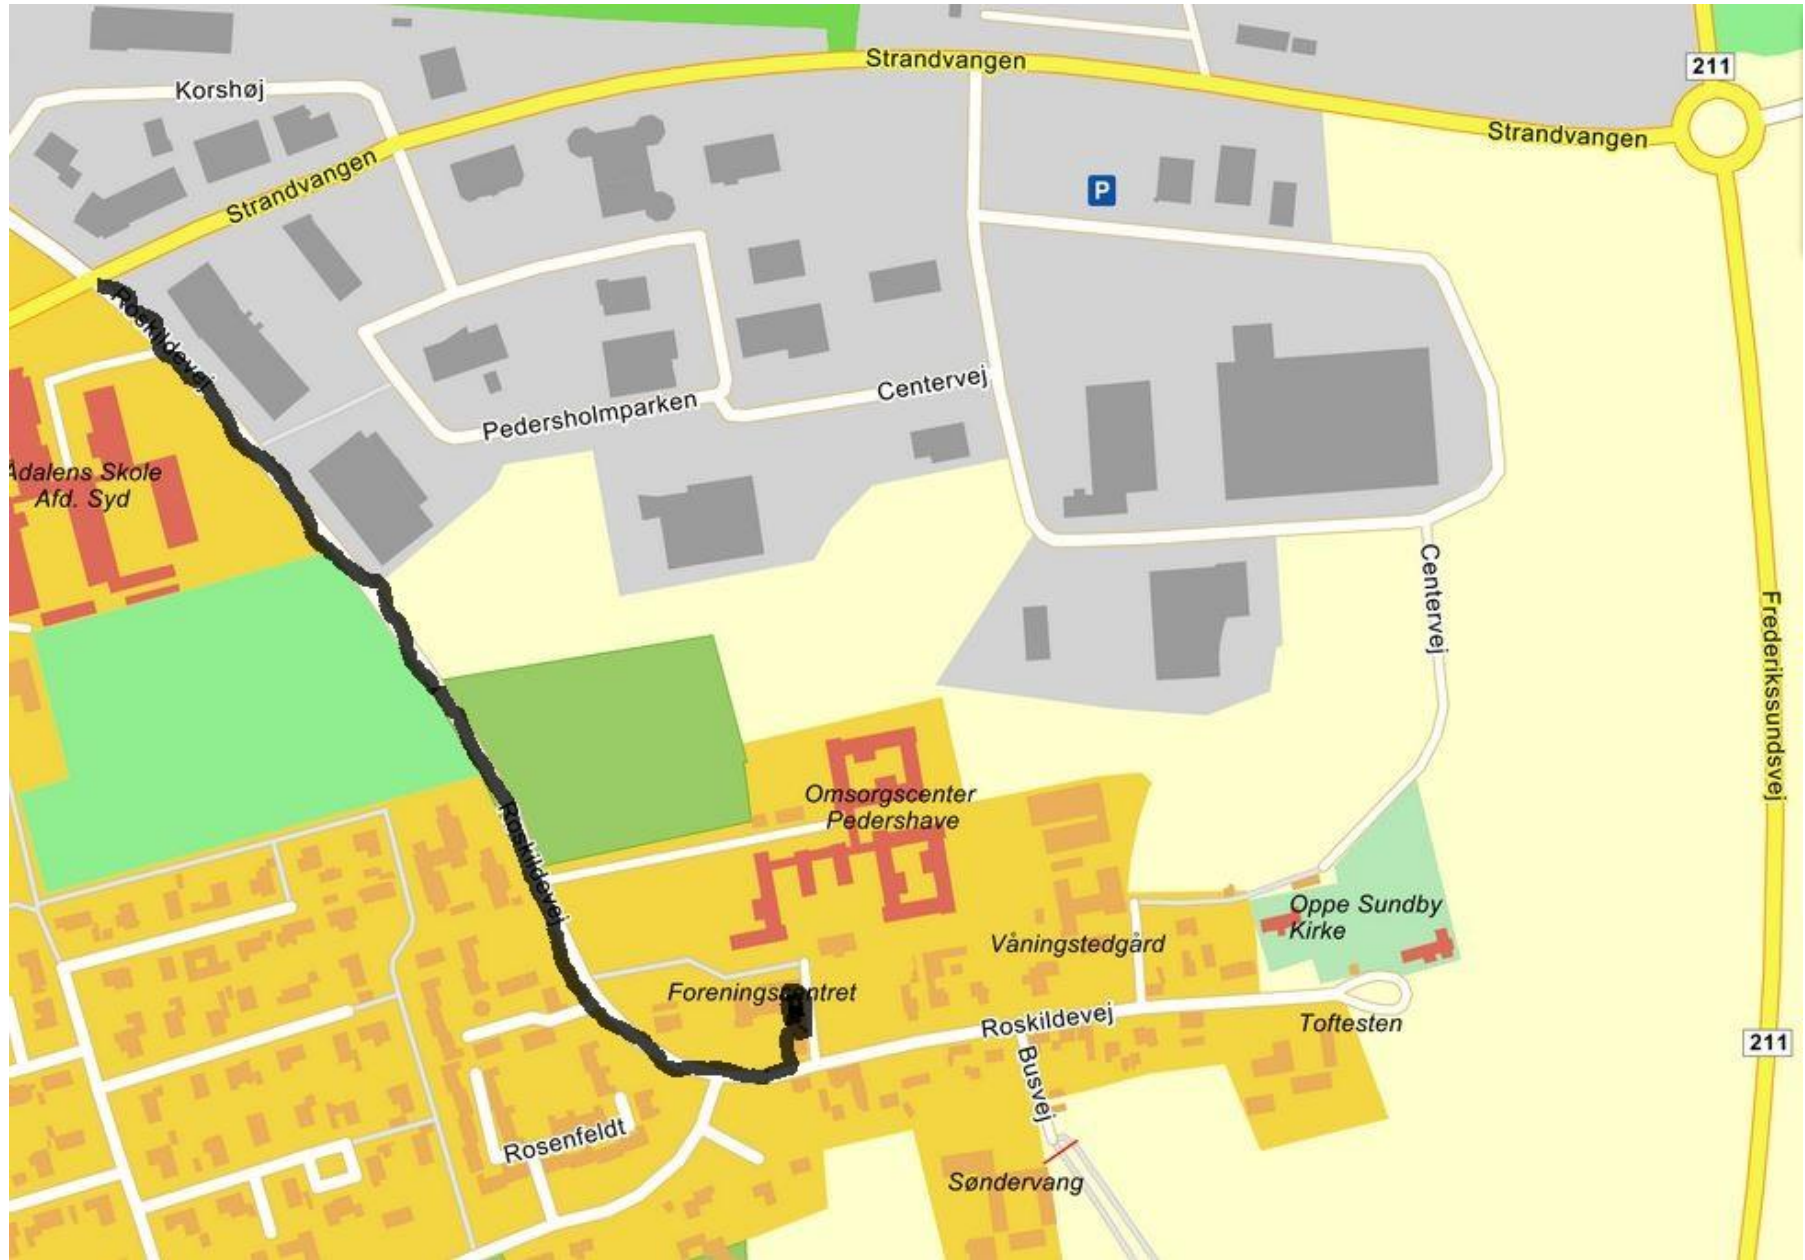 Strandvangen
211
Korshøj
Strandvangen
P
Strandvangen
Roskildevej
Centervej
Pedersholmparken
Ådalens Skole
Afd. Syd
Centervej
Frederikssundsvej
Omsorgscenter
Pedershave
Roskildevej
Oppe Sundby
Kirke
Våningstedgård
Foreningscentret
Roskildevej
Toftesten
211
Busvej
Rosenfeldt
Søndervang